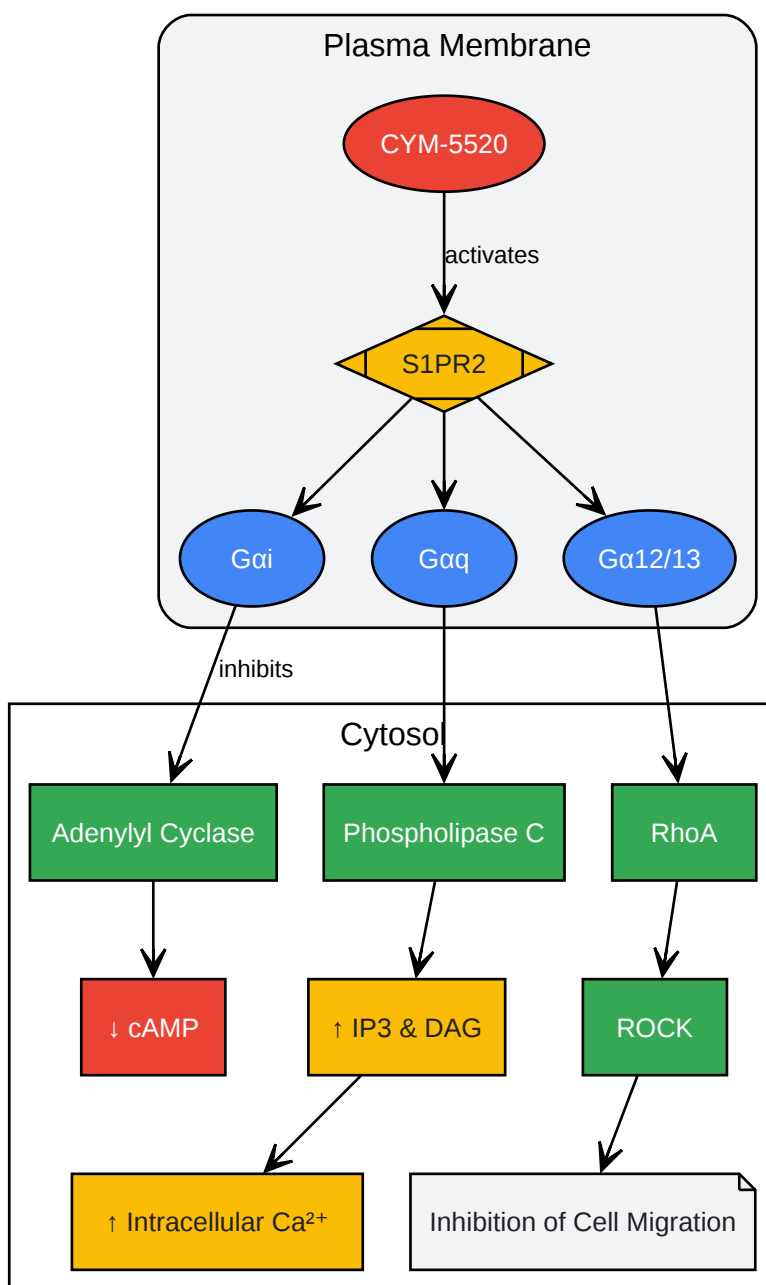 Plasma Membrane
CYM-5520
activates
S1PR2
Gαi
Gαq
Gα12/13
inhibits
Cytosol
Adenylyl Cyclase
Phospholipase C
RhoA
↓ cAMP
↑ IP3 & DAG
ROCK
↑ Intracellular Ca²⁺
Inhibition of Cell Migration